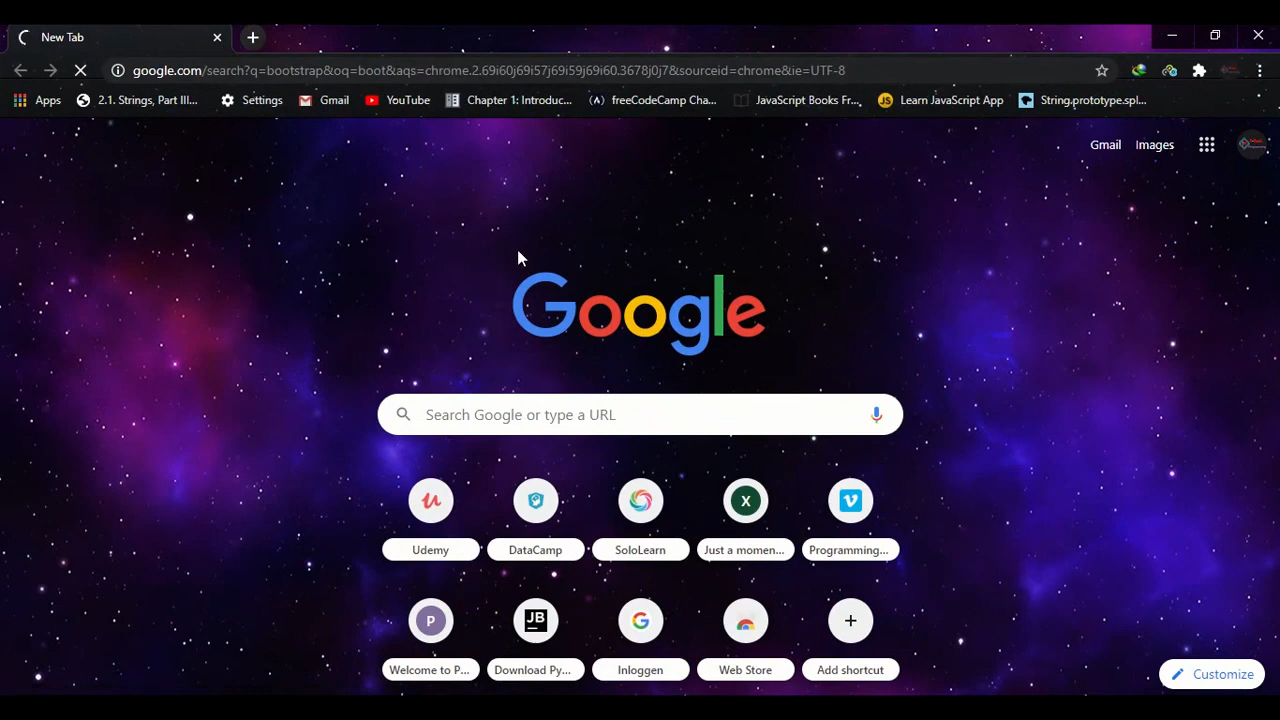 New Tab
google.com/search?q=bootstrap&oq=boot&aqs=chrome.2.69i60j69i57j69i59j69i60.3678j0j7&sourceid=chrome&ie=UTF-8
Apps 2.1. Strings, Part III... Settings Gmail YouTube Chapter 1: Introduc... freeCodeCamp Cha... JavaScript Books Fr... JS Learn JavaScript App String.prototype.spl...
Gmail Images
Google
Search Google or type a URL
Udemy DataCamp SoloLearn Just a momen... Programming...
P JB
Welcome to P... Download Py... Inloggen Web Store Add shortcut
Customize